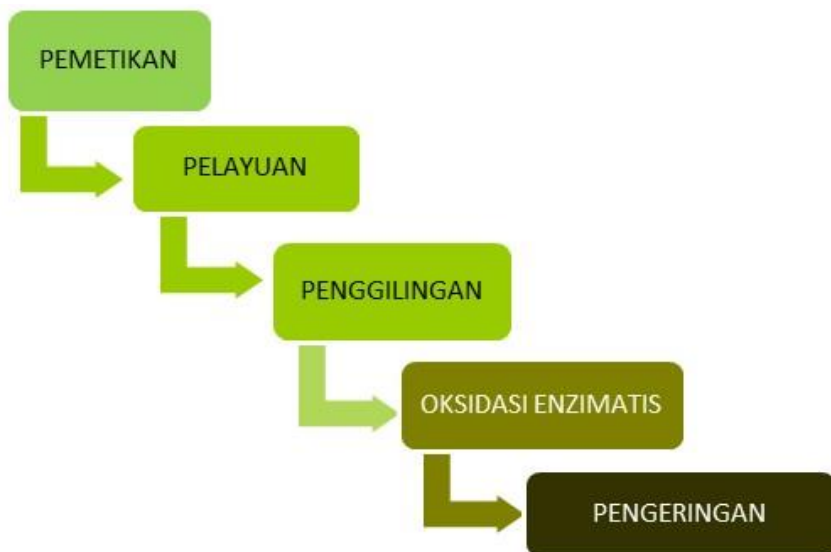 PEMETIKAN
PELAYUAN
PENGGILINGAN
OKSIDASI ENZIMATIS
PENGERINGAN